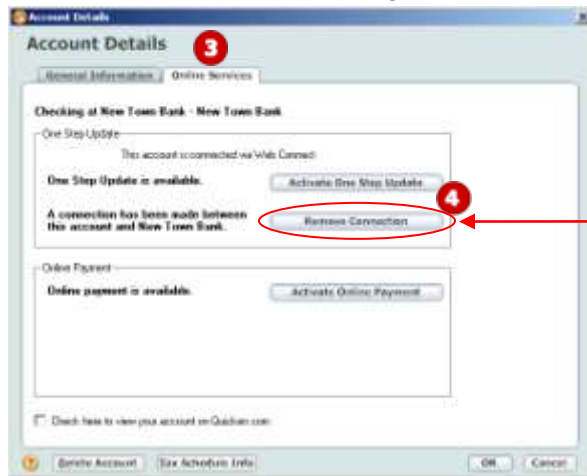 Account Details
Account Details 3
General Information Online Services
Checking at New Town Bank - New Town Bank
One Step Update
This account is connected via Web Connect
One Step Update is available. Activate One Step Update
4
A connection has been made between
this account and New Town Bank. Remove Connection
Online Payment
Online payment is available. Activate Online Payment
Check here to view your account on Quicken.com
? Delete Account Tax Schedule Info OK Cancel